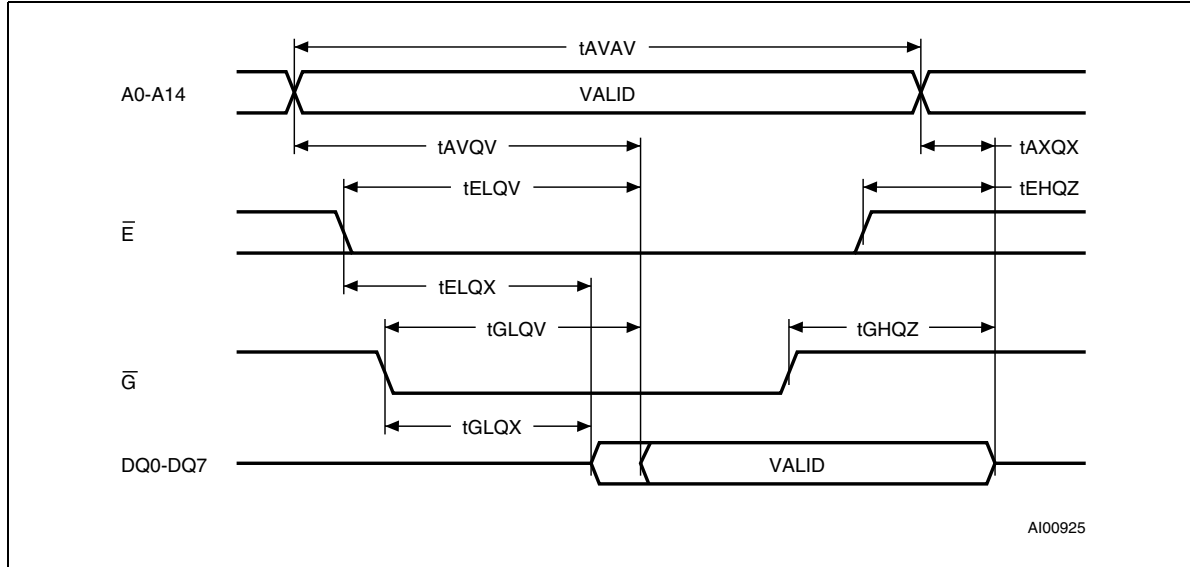 tAVAV
A0-A14
VALID
tAVQV
tAXQX
tELQV
tEHQZ
E̅
tELQX
tGLQV
tGHQZ
G̅
tGLQX
DQ0-DQ7
VALID
AI00925